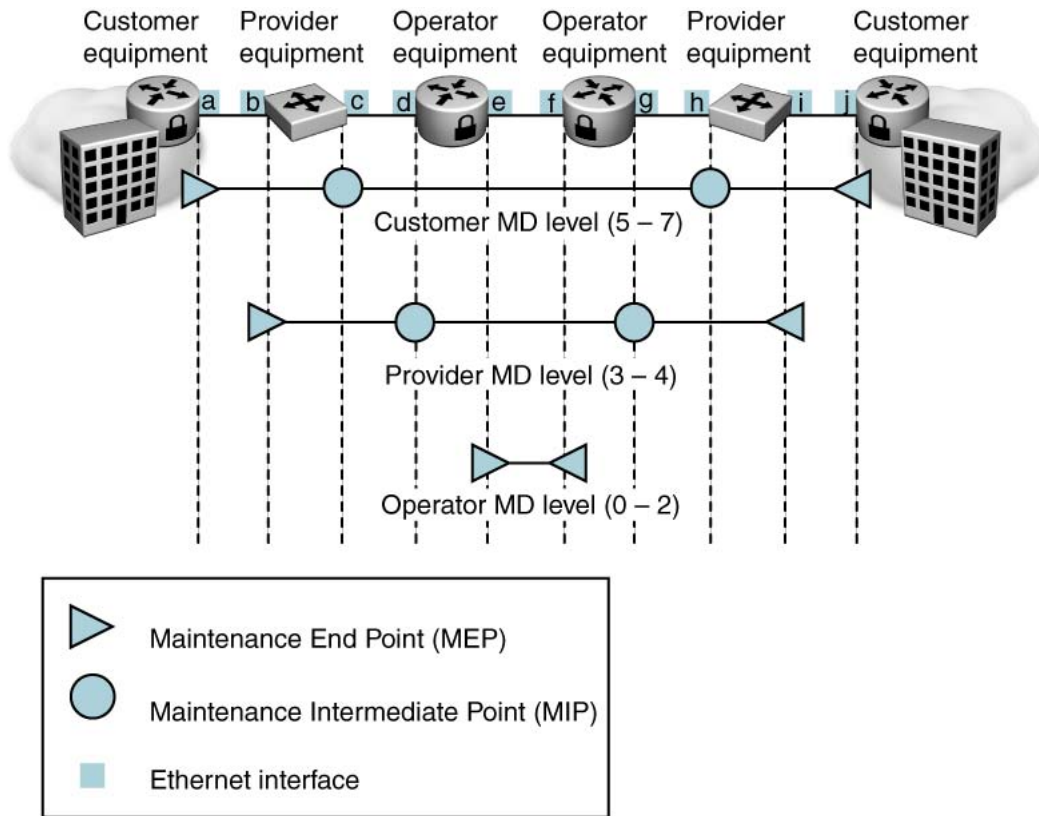 Customer equipment
Provider equipment
Operator equipment
Operator equipment
Provider equipment
Customer equipment
a b c d e f g h i j
Customer MD level (5 – 7)
Provider MD level (3 – 4)
Operator MD level (0 – 2)
Maintenance End Point (MEP)
Maintenance Intermediate Point (MIP)
Ethernet interface